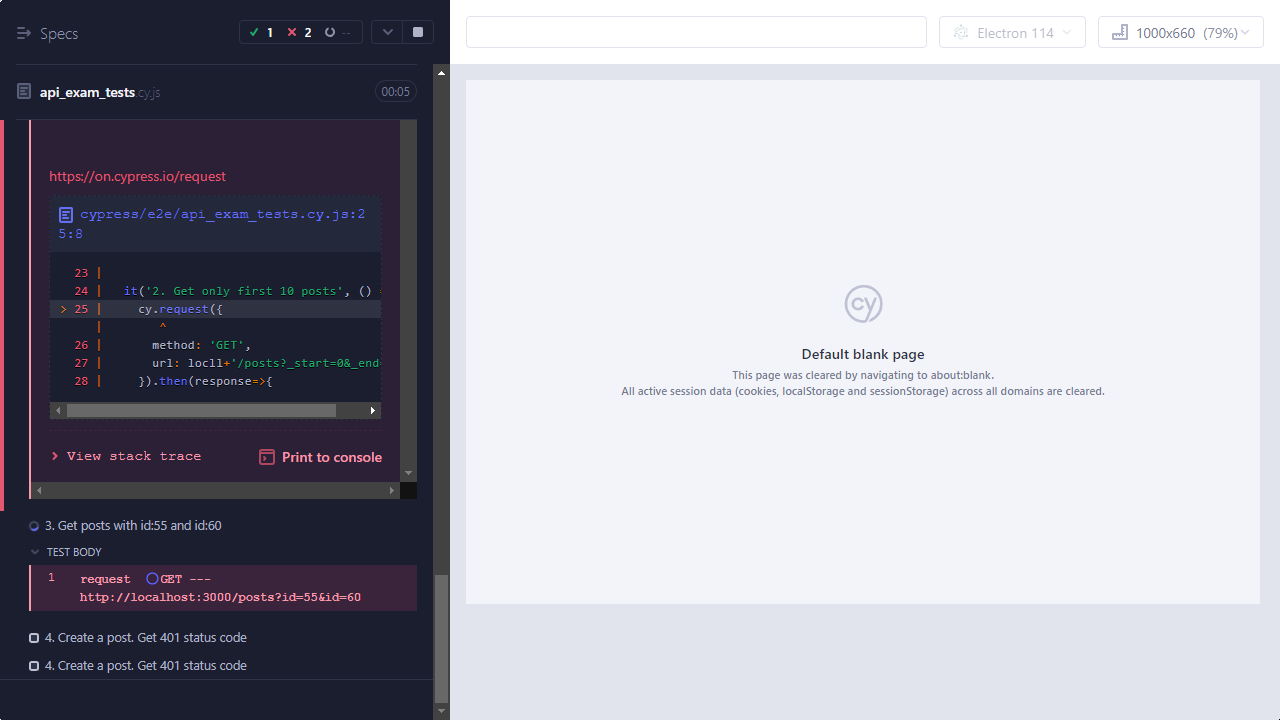 Specs
1 2 --
Electron 114
1000x660 (79%)
api_exam_tests.cy.js
00:05
https://on.cypress.io/request
cypress/e2e/api_exam_tests.cy.js:2
5:8
23 |
24 | it('2. Get only first 10 posts', ()
> 25 | cy.request({
| ^
26 | method: 'GET',
27 | url: locll+'/posts?_start=0&_end=
28 | }).then(response=>{
View stack trace
Print to console
3. Get posts with id:55 and id:60
TEST BODY
1 request GET ---
http://localhost:3000/posts?id=55&id=60
4. Create a post. Get 401 status code
4. Create a post. Get 401 status code
cy
Default blank page
This page was cleared by navigating to about:blank.
All active session data (cookies, localStorage and sessionStorage) across all domains are cleared.